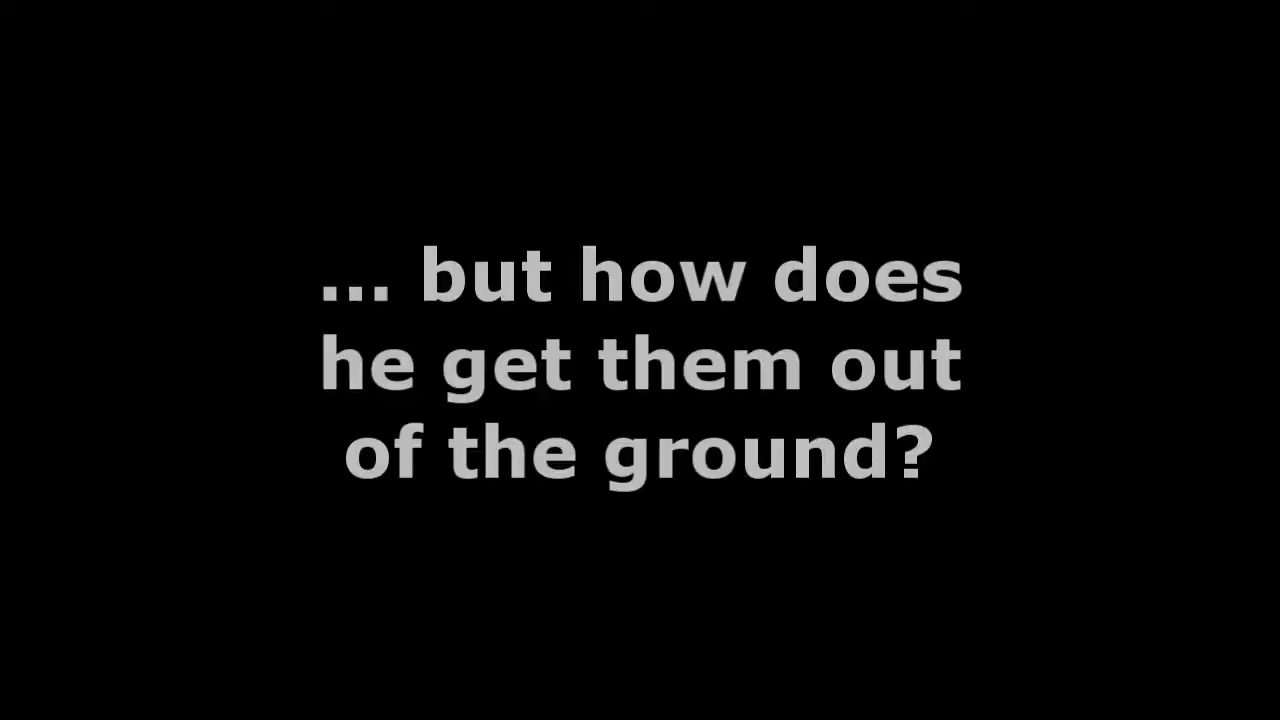 ... but how does
he get them out
of the ground?